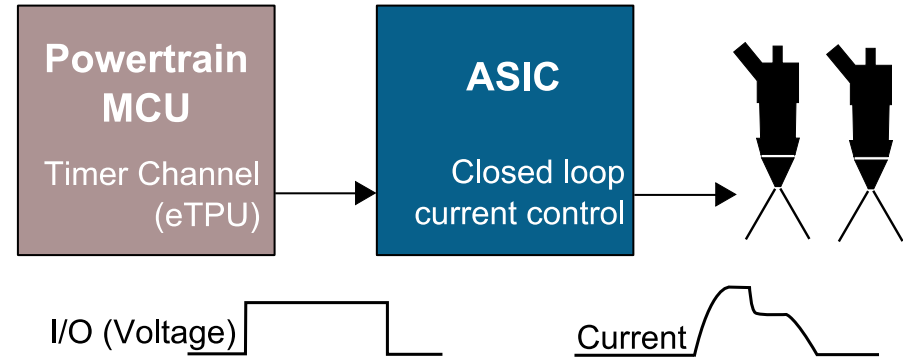 Powertrain
MCU
Timer Channel
(eTPU)
ASIC
Closed loop
current control
I/O (Voltage)
Current